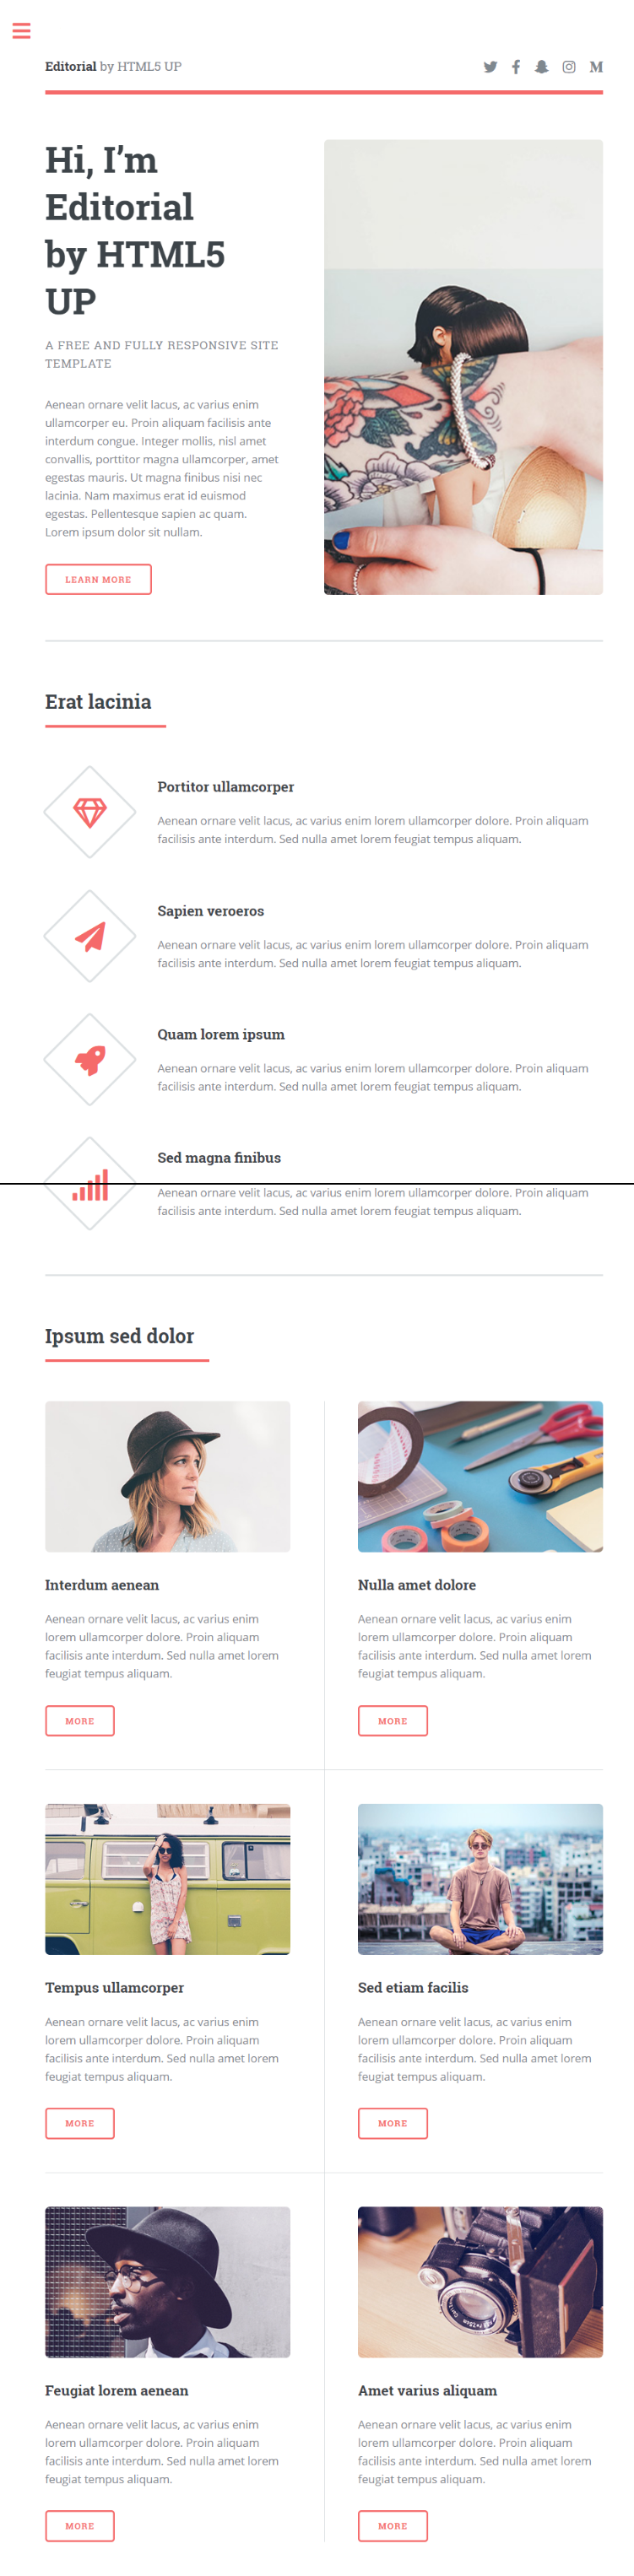 Editorial by HTML5 UP
Hi, I'm
Editorial
by HTML5
UP
A FREE AND FULLY RESPONSIVE SITE
TEMPLATE
Aenean ornare velit lacus, ac varius enim
ullamcorper eu. Proin aliquam facilisis ante
interdum congue. Integer mollis, nisl amet
convallis, porttitor magna ullamcorper, amet
egestas mauris. Ut magna finibus nisi nec
lacinia. Nam maximus erat id euismod
egestas. Pellentesque sapien ac quam.
Lorem ipsum dolor sit nullam.
LEARN MORE
Erat lacinia
Portitor ullamcorper
Aenean ornare velit lacus, ac varius enim lorem ullamcorper dolore. Proin aliquam
facilisis ante interdum. Sed nulla amet lorem feugiat tempus aliquam.
Sapien veroeros
Aenean ornare velit lacus, ac varius enim lorem ullamcorper dolore. Proin aliquam
facilisis ante interdum. Sed nulla amet lorem feugiat tempus aliquam.
Quam lorem ipsum
Aenean ornare velit lacus, ac varius enim lorem ullamcorper dolore. Proin aliquam
facilisis ante interdum. Sed nulla amet lorem feugiat tempus aliquam.
Sed magna finibus
Aenean ornare velit lacus, ac varius enim lorem ullamcorper dolore. Proin aliquam
facilisis ante interdum. Sed nulla amet lorem feugiat tempus aliquam.
Ipsum sed dolor
Interdum aenean
Aenean ornare velit lacus, ac varius enim
lorem ullamcorper dolore. Proin aliquam
facilisis ante interdum. Sed nulla amet lorem
feugiat tempus aliquam.
MORE
Nulla amet dolore
Aenean ornare velit lacus, ac varius enim
lorem ullamcorper dolore. Proin aliquam
facilisis ante interdum. Sed nulla amet lorem
feugiat tempus aliquam.
MORE
Tempus ullamcorper
Aenean ornare velit lacus, ac varius enim
lorem ullamcorper dolore. Proin aliquam
facilisis ante interdum. Sed nulla amet lorem
feugiat tempus aliquam.
MORE
Sed etiam facilis
Aenean ornare velit lacus, ac varius enim
lorem ullamcorper dolore. Proin aliquam
facilisis ante interdum. Sed nulla amet lorem
feugiat tempus aliquam.
MORE
Feugiat lorem aenean
Aenean ornare velit lacus, ac varius enim
lorem ullamcorper dolore. Proin aliquam
facilisis ante interdum. Sed nulla amet lorem
feugiat tempus aliquam.
MORE
Amet varius aliquam
Aenean ornare velit lacus, ac varius enim
lorem ullamcorper dolore. Proin aliquam
facilisis ante interdum. Sed nulla amet lorem
feugiat tempus aliquam.
MORE